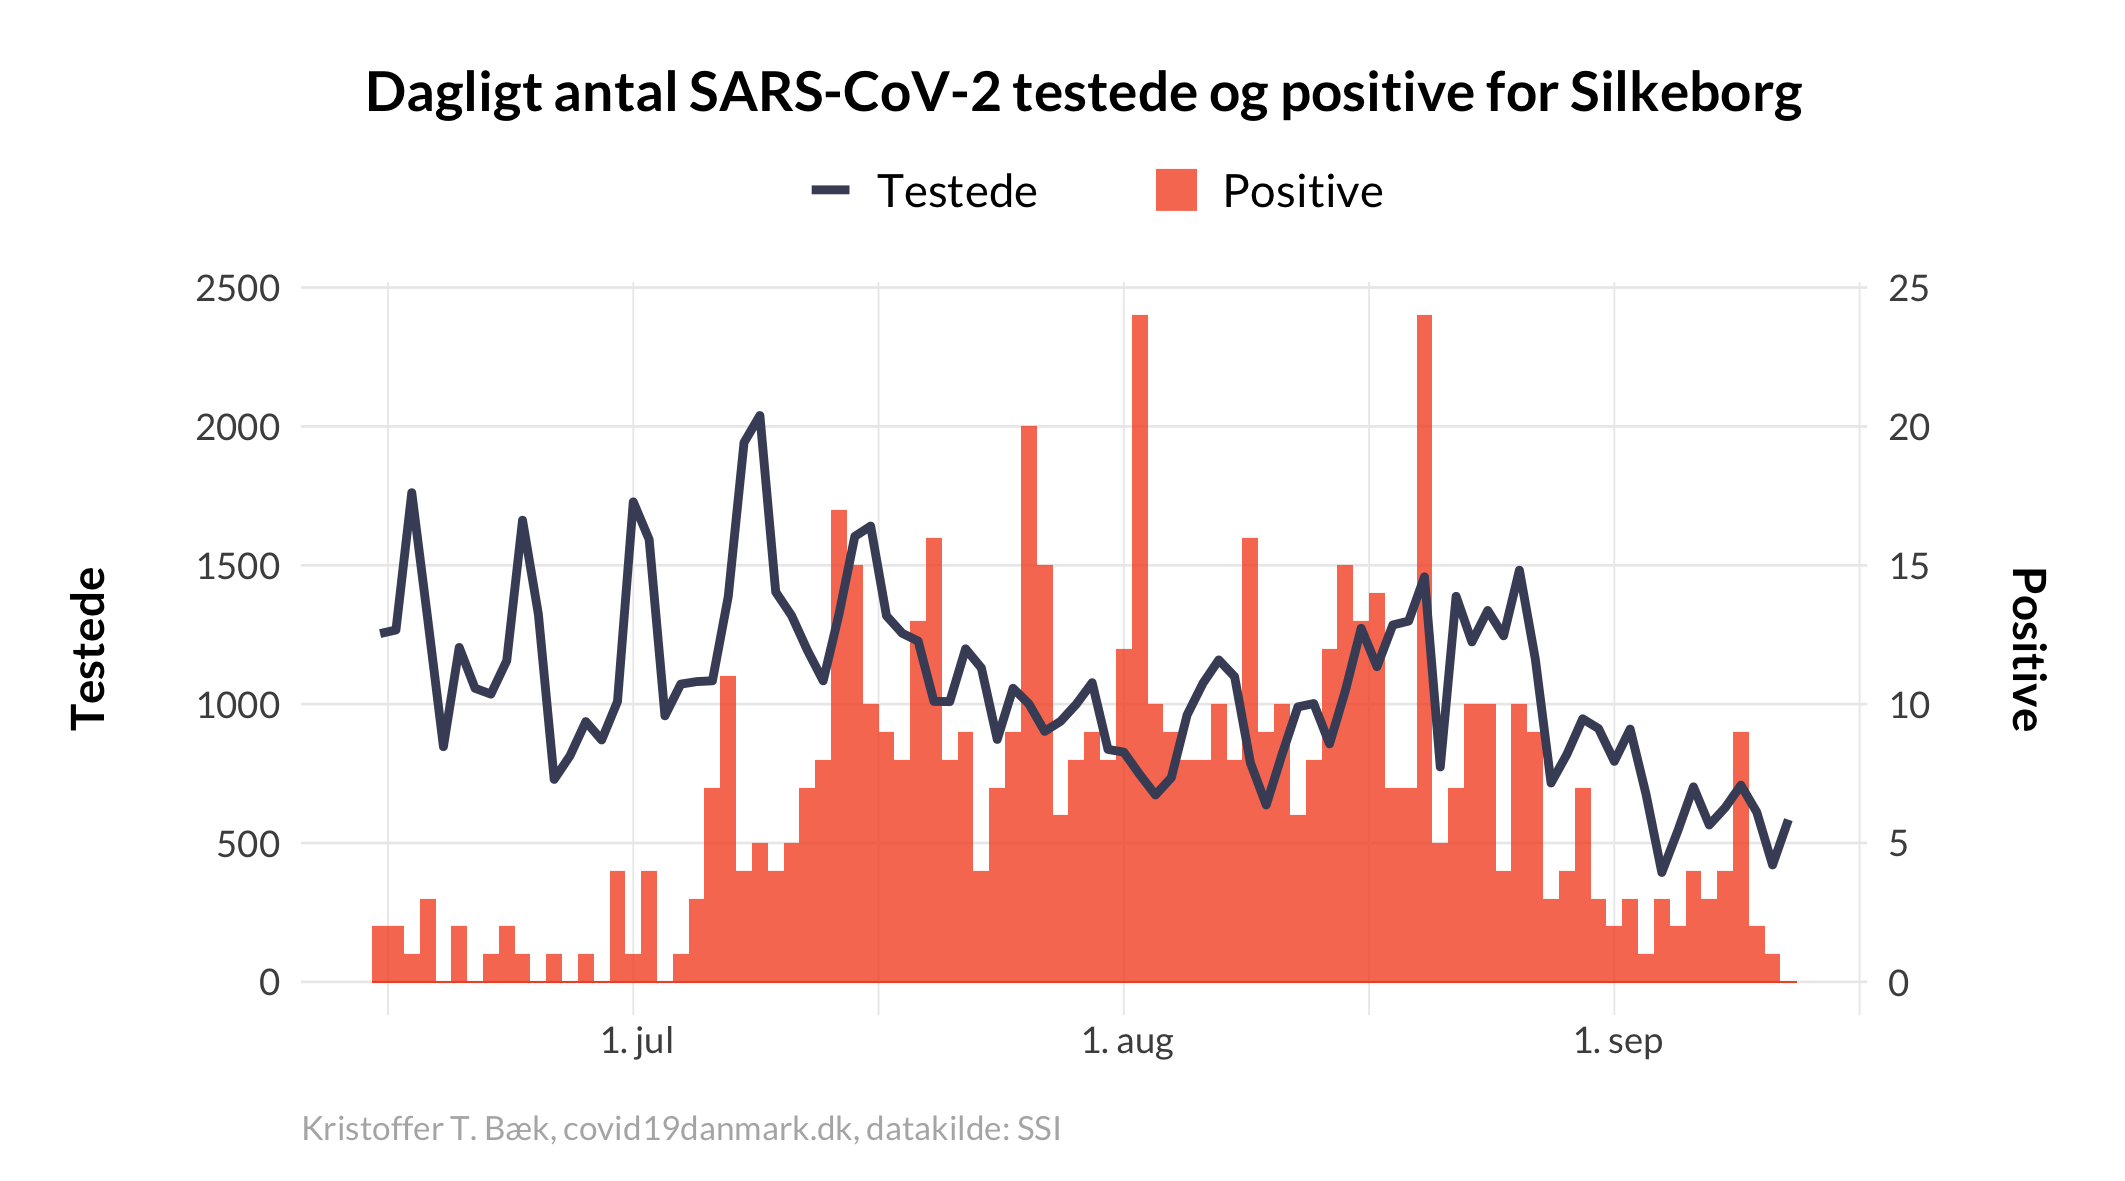 Dagligt antal SARS-CoV-2 testede og positive for Silkeborg
Testede
Positive
2500
2000
1500
1000
500
0
25
20
15
10
5
0
Testede
Positive
1. jul
1. aug
1. sep
Kristoffer T. Bæk, covid19danmark.dk, datakilde: SSI